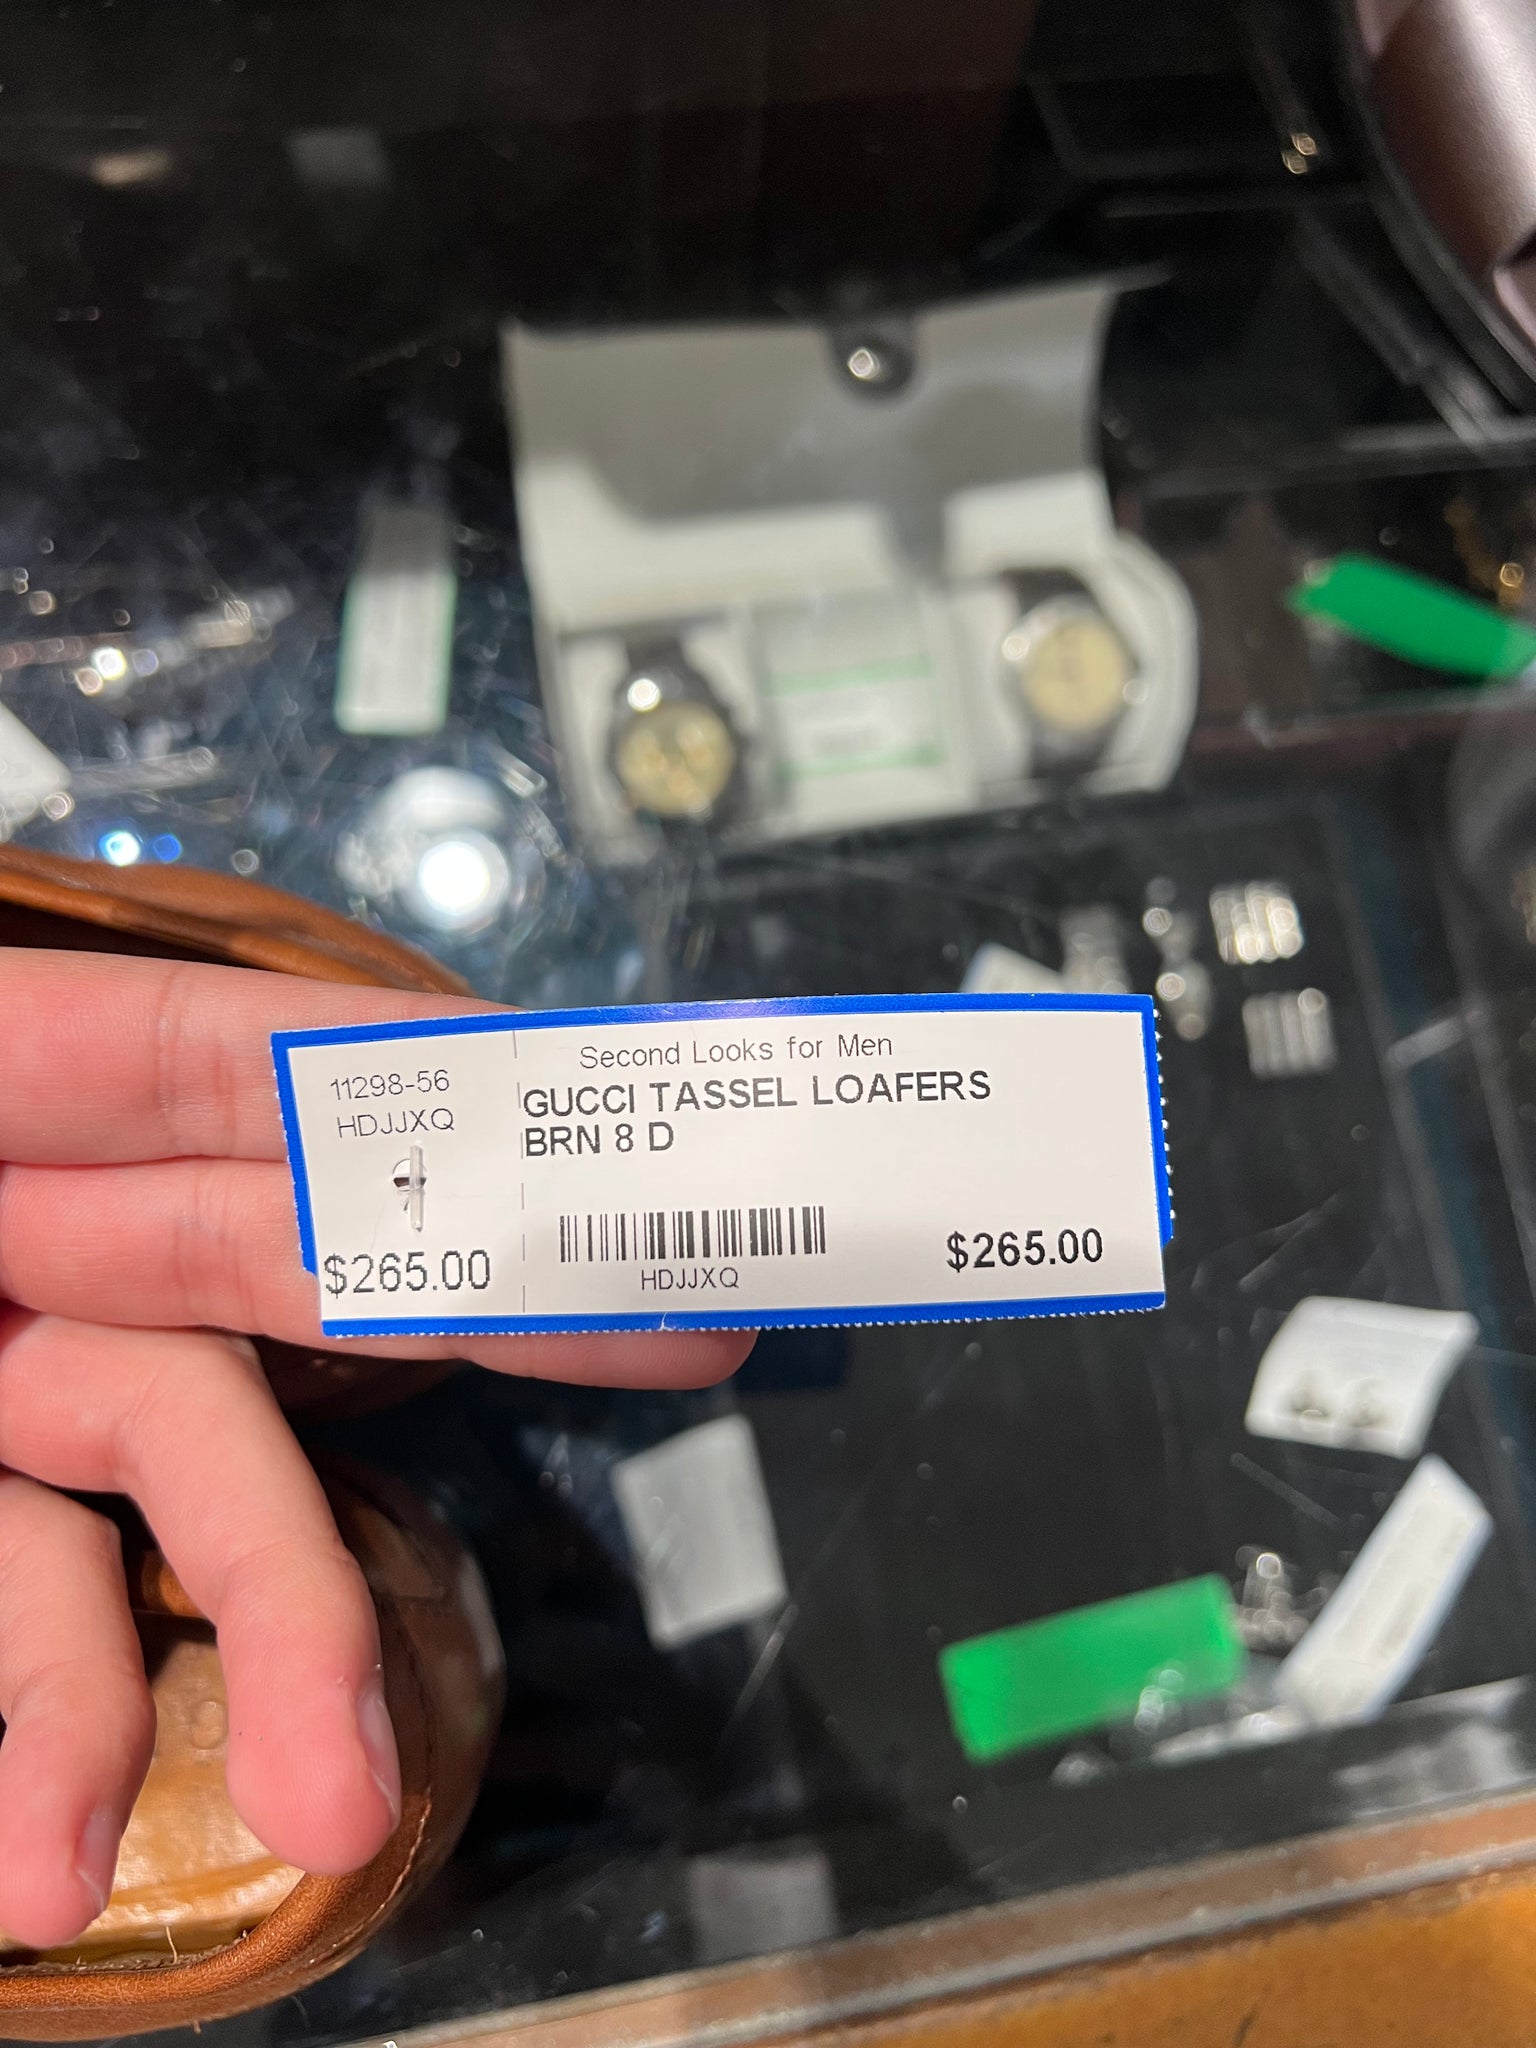 11298-56
HDJJXQ
$265.00
Second Looks for Men
GUCCI TASSEL LOAFERS
BRN 8 D
HDJJXQ
$265.00